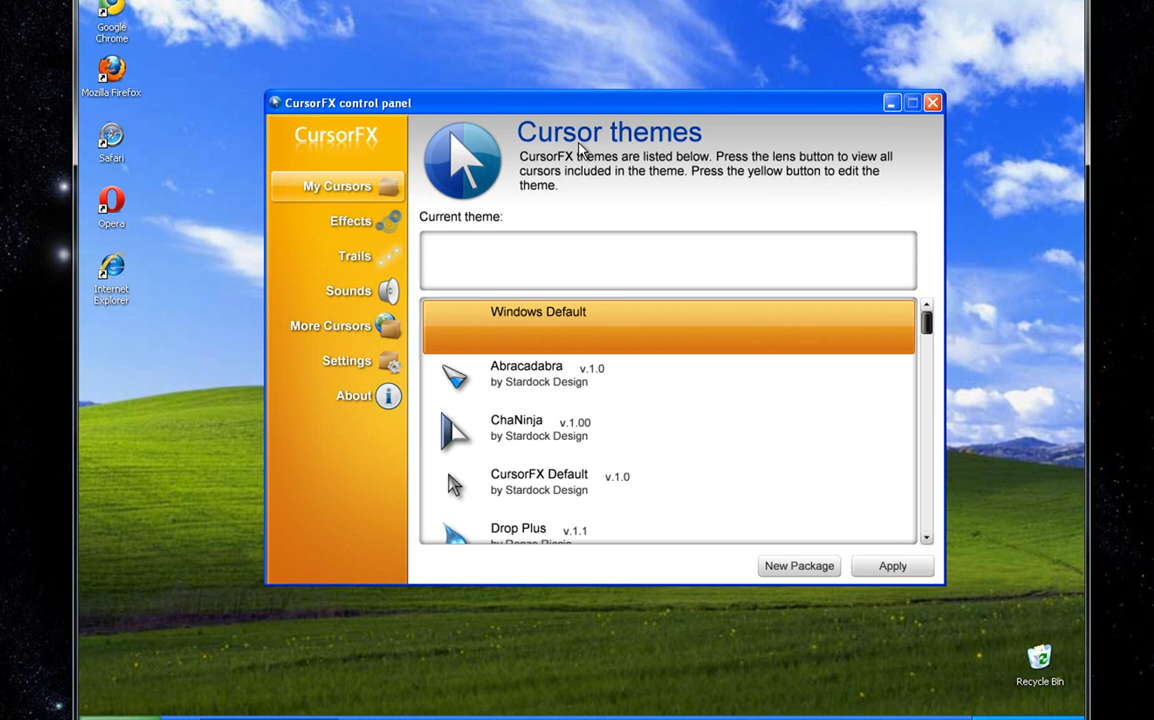 Google
Chrome
Mozilla Firefox
Safari
Opera
Internet
Explorer
CursorFX control panel
CursorFX
My Cursors
Effects
Trails
Sounds
More Cursors
Settings
About
Cursor themes
CursorFX themes are listed below. Press the lens button to view all
cursors included in the theme. Press the yellow button to edit the
theme.
Current theme:
Windows Default
Abracadabra v.1.0
by Stardock Design
ChaNinja v.1.00
by Stardock Design
CursorFX Default v.1.0
by Stardock Design
Drop Plus v.1.1
New Package
Apply
Recycle Bin